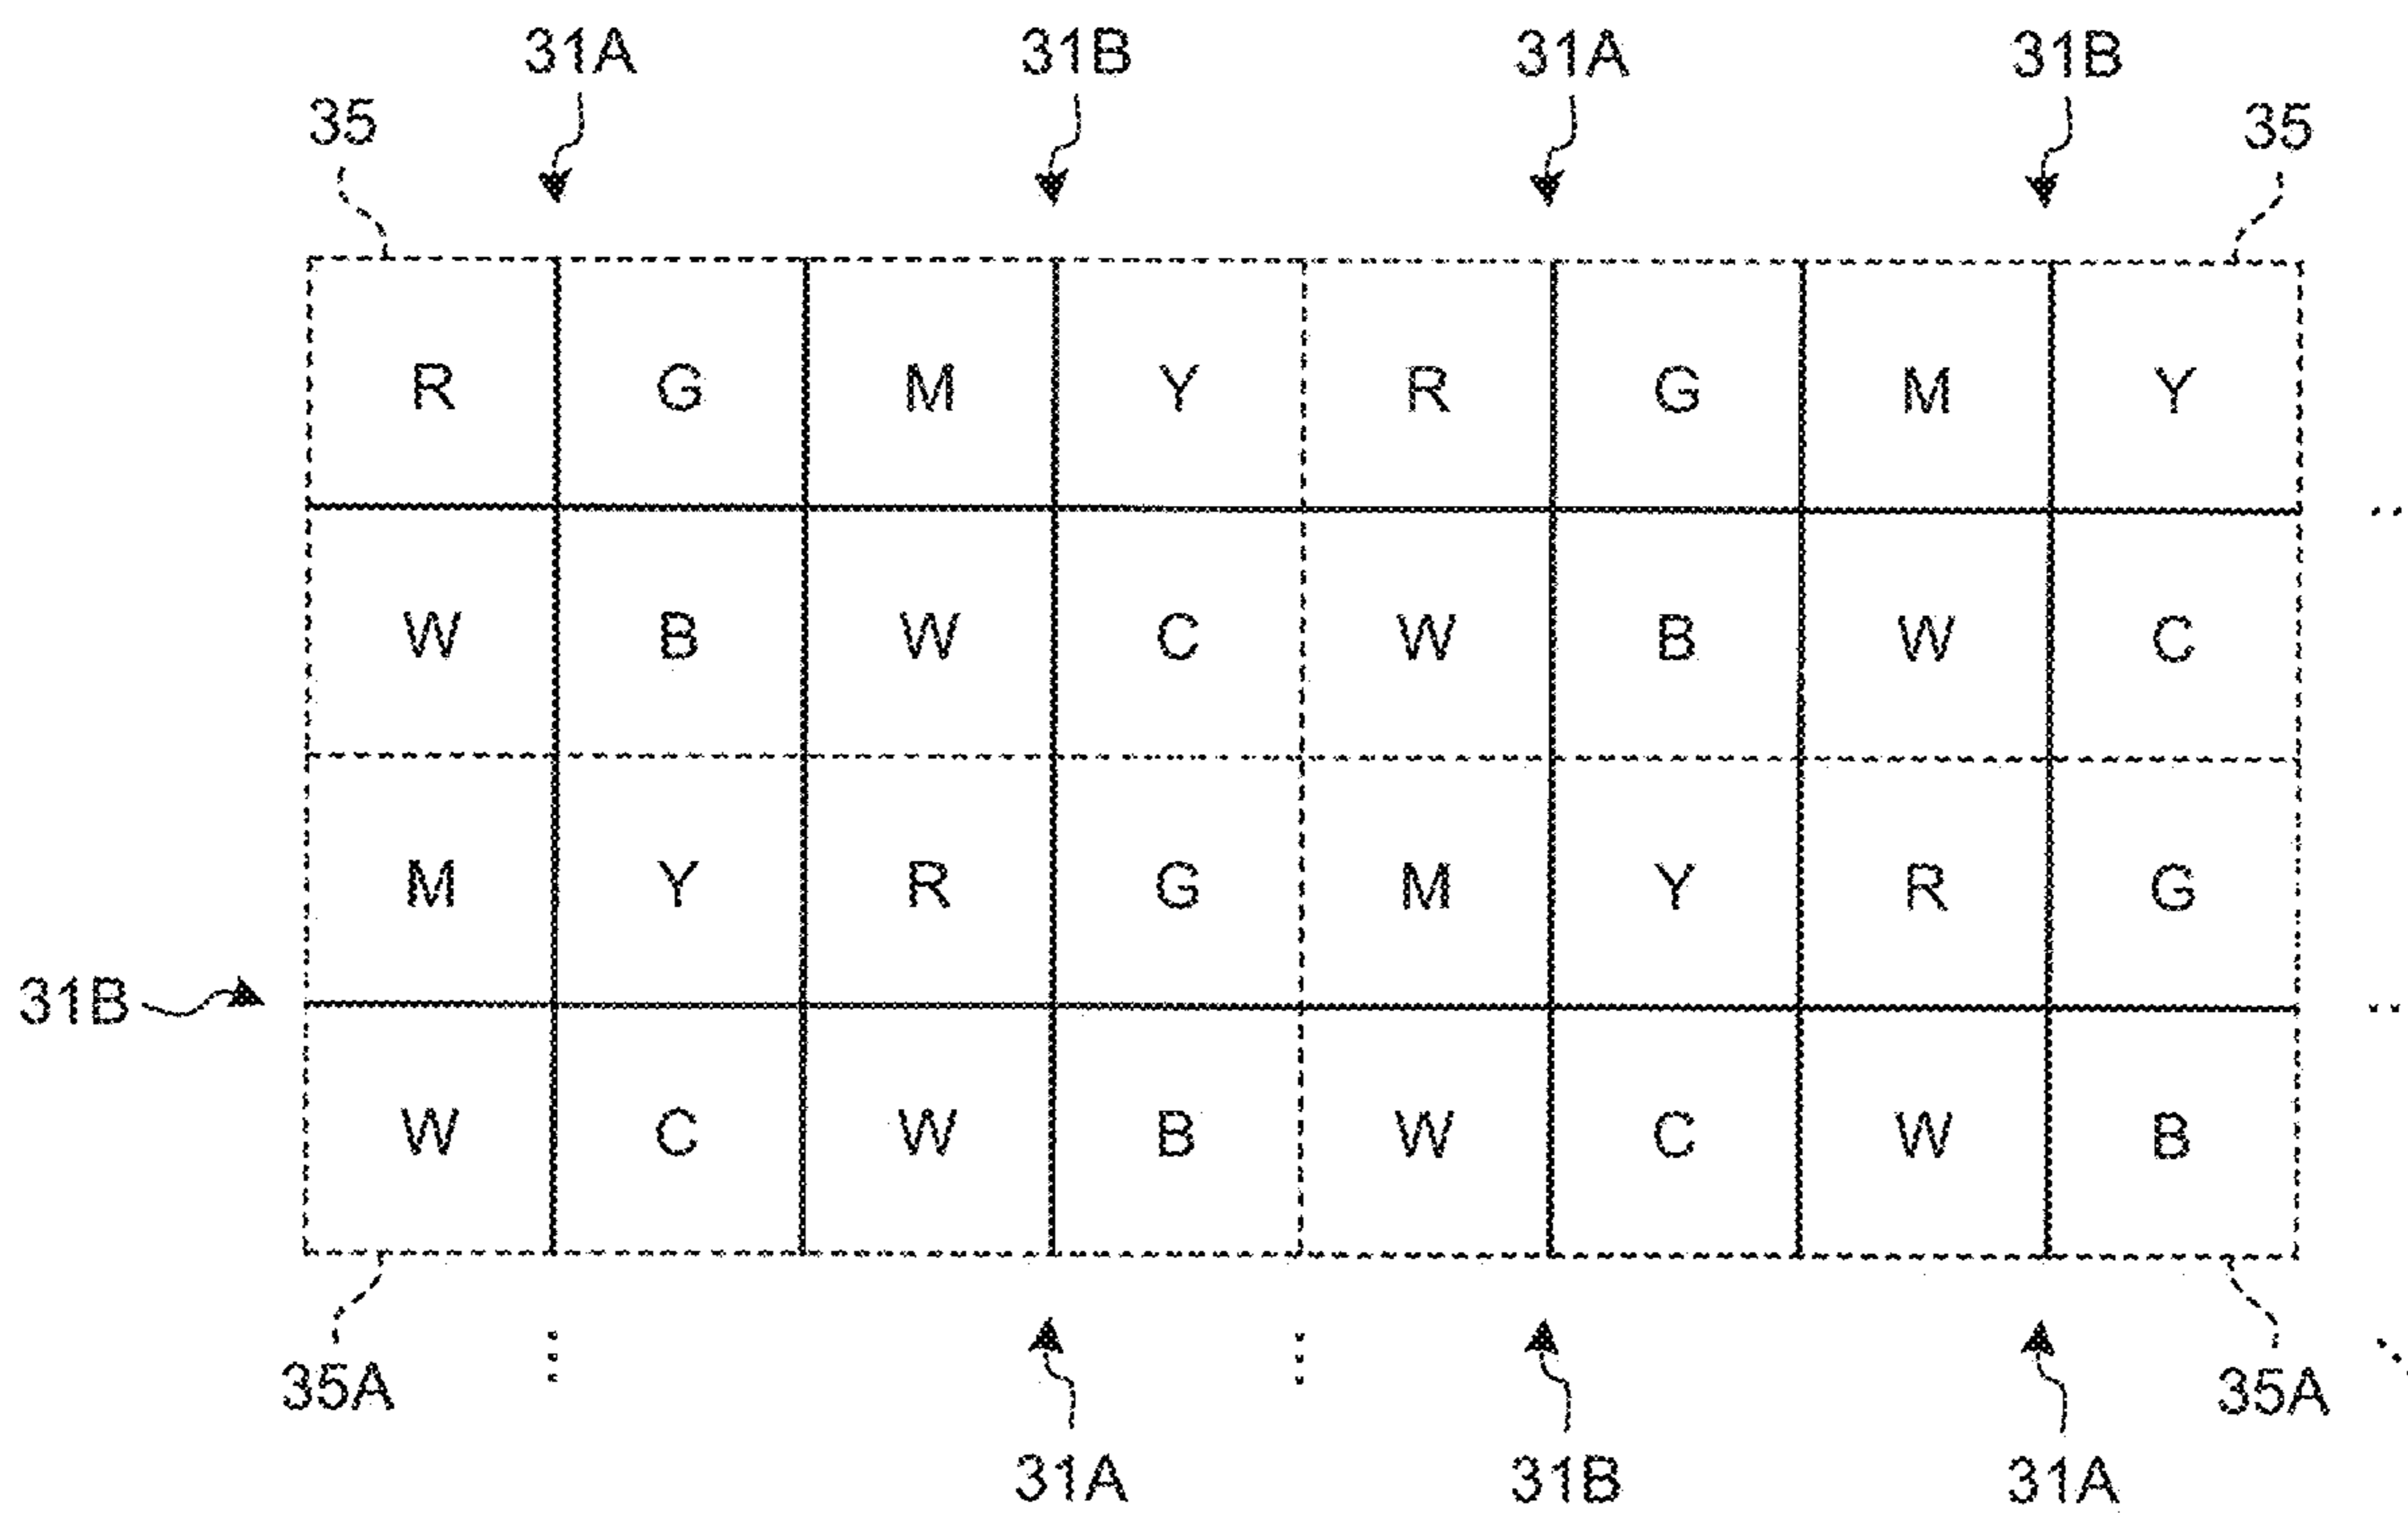 31A 31B 31A 31B
35 35
R G M Y R G M Y
W B W C W B W C
M Y R G M Y R G
31B
W C W B W C W B
35A 35A
31A 31B 31A